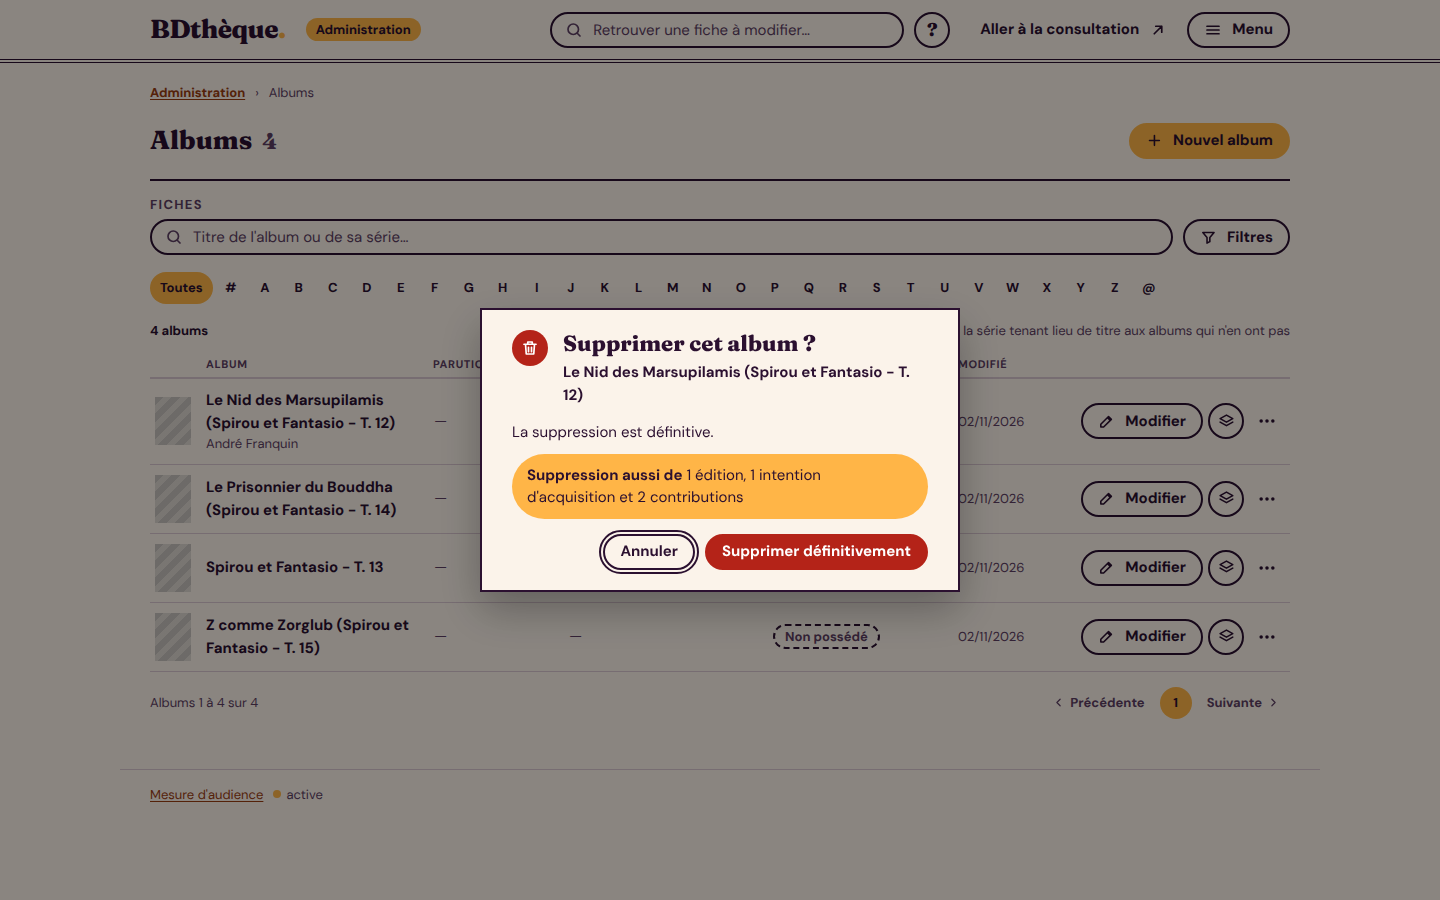 BDthèque.
Administration
Retrouver une fiche à modifier...
?
Aller à la consultation
Menu
Administration › Albums
Albums 4
Nouvel album
FICHES
Titre de l'album ou de sa série...
Filtres
Toutes # A B C D E F G H I J K L M N O P Q R S T U V W X Y Z @
4 albums
la série tenant lieu de titre aux albums qui n'en ont pas
ALBUM
MODIFIÉ
Le Nid des Marsupilamis
(Spirou et Fantasio - T. 12)
André Franquin
—
02/11/2026
Modifier
Le Prisonnier du Bouddha
(Spirou et Fantasio - T. 14)
—
02/11/2026
Modifier
Spirou et Fantasio - T. 13
—
02/11/2026
Modifier
Z comme Zorglub (Spirou et
Fantasio - T. 15)
—
—
Non possédé
02/11/2026
Modifier
Supprimer cet album ?
Le Nid des Marsupilamis (Spirou et Fantasio - T.
12)
La suppression est définitive.
Suppression aussi de 1 édition, 1 intention
d'acquisition et 2 contributions
Annuler
Supprimer définitivement
Albums 1 à 4 sur 4
‹ Précédente
1
Suivante ›
Mesure d'audience
active